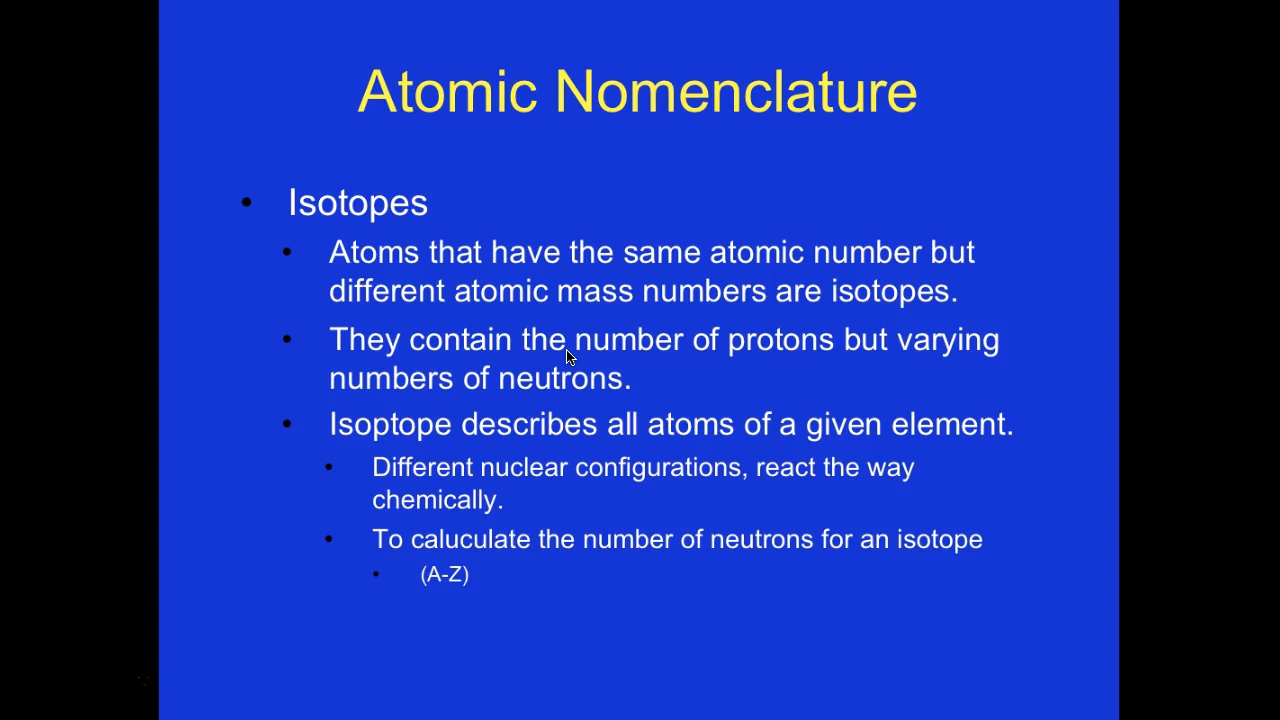 Atomic Nomenclature
• Isotopes
• Atoms that have the same atomic number but
different atomic mass numbers are isotopes.
• They contain the number of protons but varying
numbers of neutrons.
• Isoptope describes all atoms of a given element.
• Different nuclear configurations, react the way
chemically.
• To caluculate the number of neutrons for an isotope
• (A-Z)